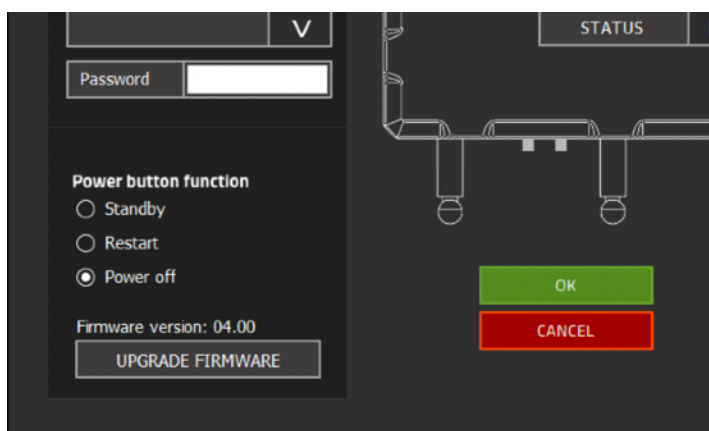 V
STATUS
Password
Power button function
Standby
Restart
Power off
OK
Firmware version: 04.00
CANCEL
UPGRADE FIRMWARE